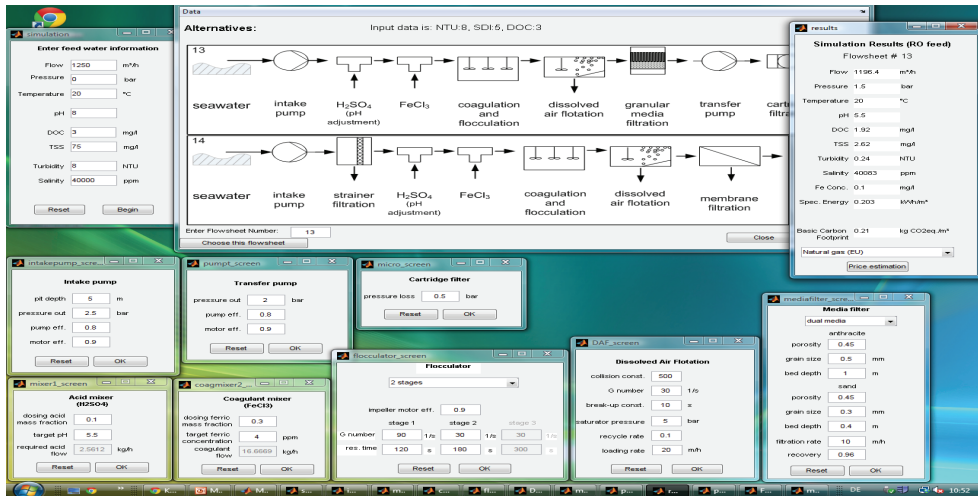 simulation
Enter feed water information
Flow 1250 m³/h
Pressure 0 bar
Temperature 20 °C
pH 8
DOC 3 mg/l
TSS 75 mg/l
Turbidity 8 NTU
Salinity 40000 ppm
Reset Begin
Data
Alternatives: Input data is: NTU:8, SDI:5, DOC:3
13
seawater intake pump H₂SO₄ (pH adjustment) FeCl₃ coagulation and flocculation dissolved air flotation granular media filtration transfer pump
14
seawater intake pump strainer filtration H₂SO₄ (pH adjustment) FeCl₃ coagulation and flocculation dissolved air flotation membrane filtration
Enter Flowsheet Number: 13
Choose this flowsheet Close
results
Simulation Results (RO feed)
Flowsheet # 13
Flow 1196.4 m³/h
Pressure 1.5 bar
Temperature 20 °C
pH 5.5
DOC 1.92 mg/l
TSS 2.62 mg/l
Turbidity 0.24 NTU
Salinity 40083 ppm
Fe Conc. 0.1 mg/l
Spec. Energy 0.203 kWh/m³
Basic Carbon Footprint 0.21 kg CO2eq./m³
Natural gas (EU)
Price estimation
intakepump_scre...
Intake pump
pit depth 5 m
pressure out 2.5 bar
pump eff. 0.8
motor eff. 0.9
Reset OK
pumpt_screen
Transfer pump
pressure out 2 bar
pump eff. 0.8
motor eff. 0.9
Reset OK
micro_screen
Cartridge filter
pressure loss 0.5 bar
Reset OK
mixer1_screen
Acid mixer
(H2SO4)
dosing acid mass fraction 0.1
target pH 5.5
required acid flow 2.5612 kg/h
Reset OK
coagmixer2_...
Coagulant mixer
(FeCl3)
dosing ferric mass fraction 0.3
target ferric concentration 4 ppm
coagulant flow 16.6669 kg/h
Reset OK
flocculator_screen
Flocculator
2 stages
impeller motor eff. 0.9
stage 1 stage 2 stage 3
G number 90 1/s 30 1/s 30 1/s
res. time 120 s 180 s 300 s
Reset OK
DAF_screen
Dissolved Air Flotation
collision const. 500
G number 30 1/s
break-up const. 10 s
saturator pressure 5 bar
recycle rate 0.1
loading rate 20 m/h
Reset OK
mediafilter_scre...
Media filter
dual media
anthracite
porosity 0.45
grain size 0.5 mm
bed depth 1 m
sand
porosity 0.45
grain size 0.3 mm
bed depth 0.4 m
filtration rate 10 m/h
recovery 0.96
Reset OK
DE 10:52